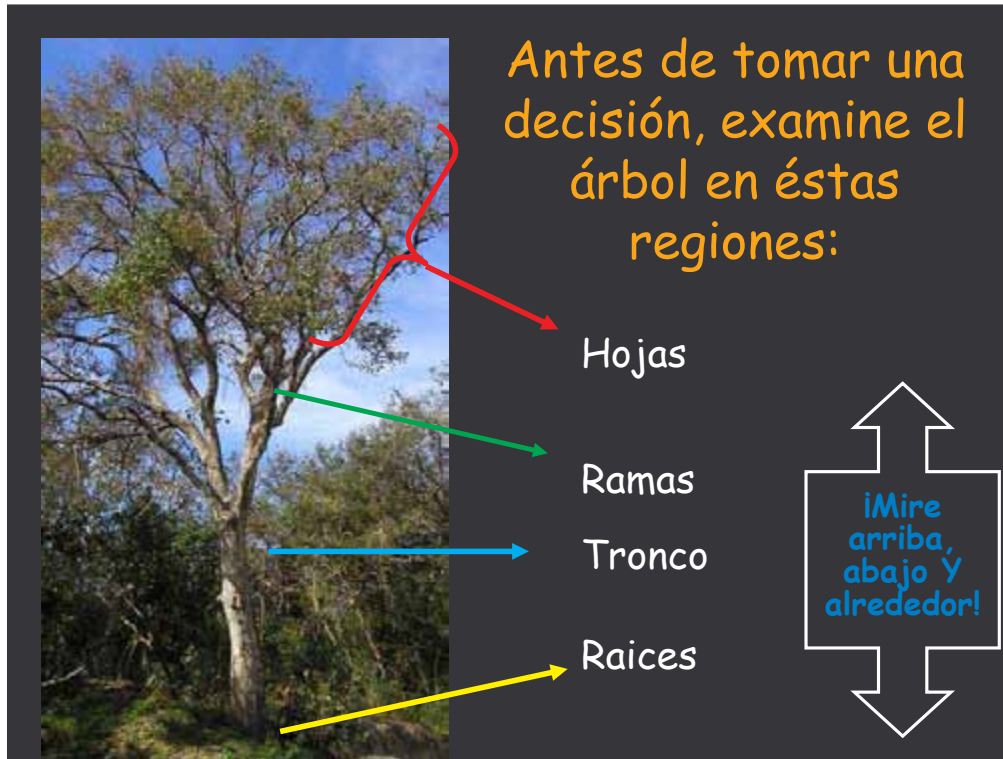 Antes de tomar una
decisión, examine el
árbol en éstas
regiones:
Hojas
Ramas
Tronco
Raices
¡Mire
arriba,
abajo Y
alrededor!